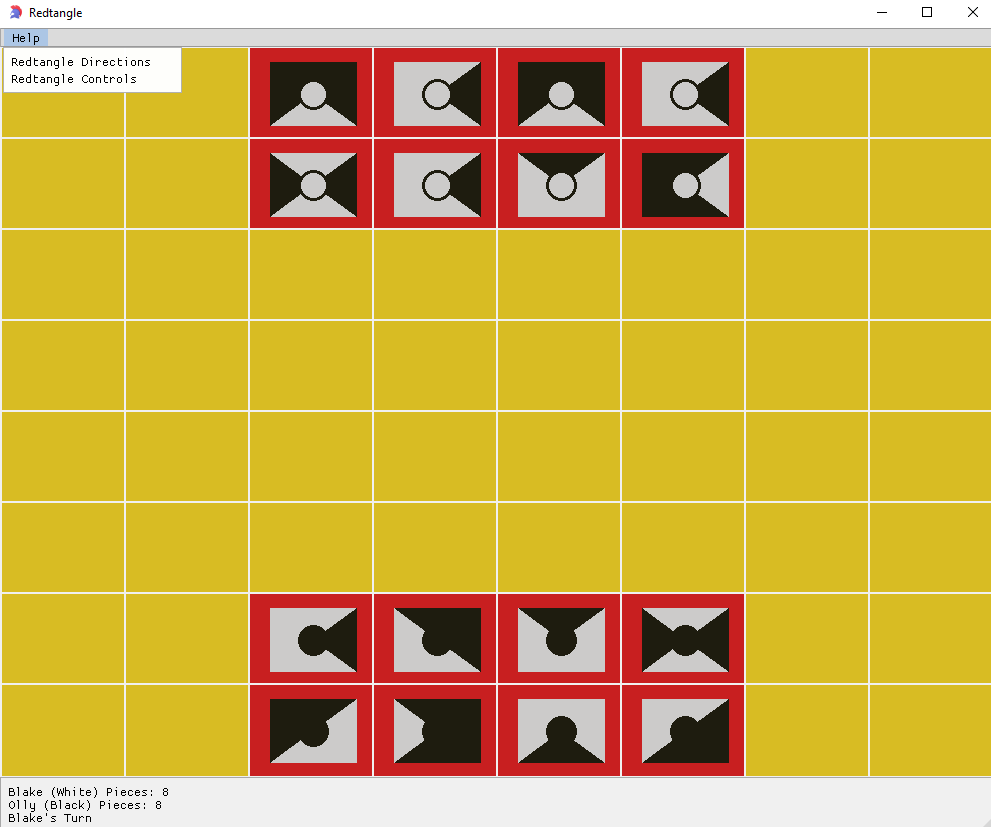 Redtangle
Help
Redtangle Directions
Redtangle Controls
Blake (White) Pieces: 8
Olly (Black) Pieces: 8
Blake's Turn